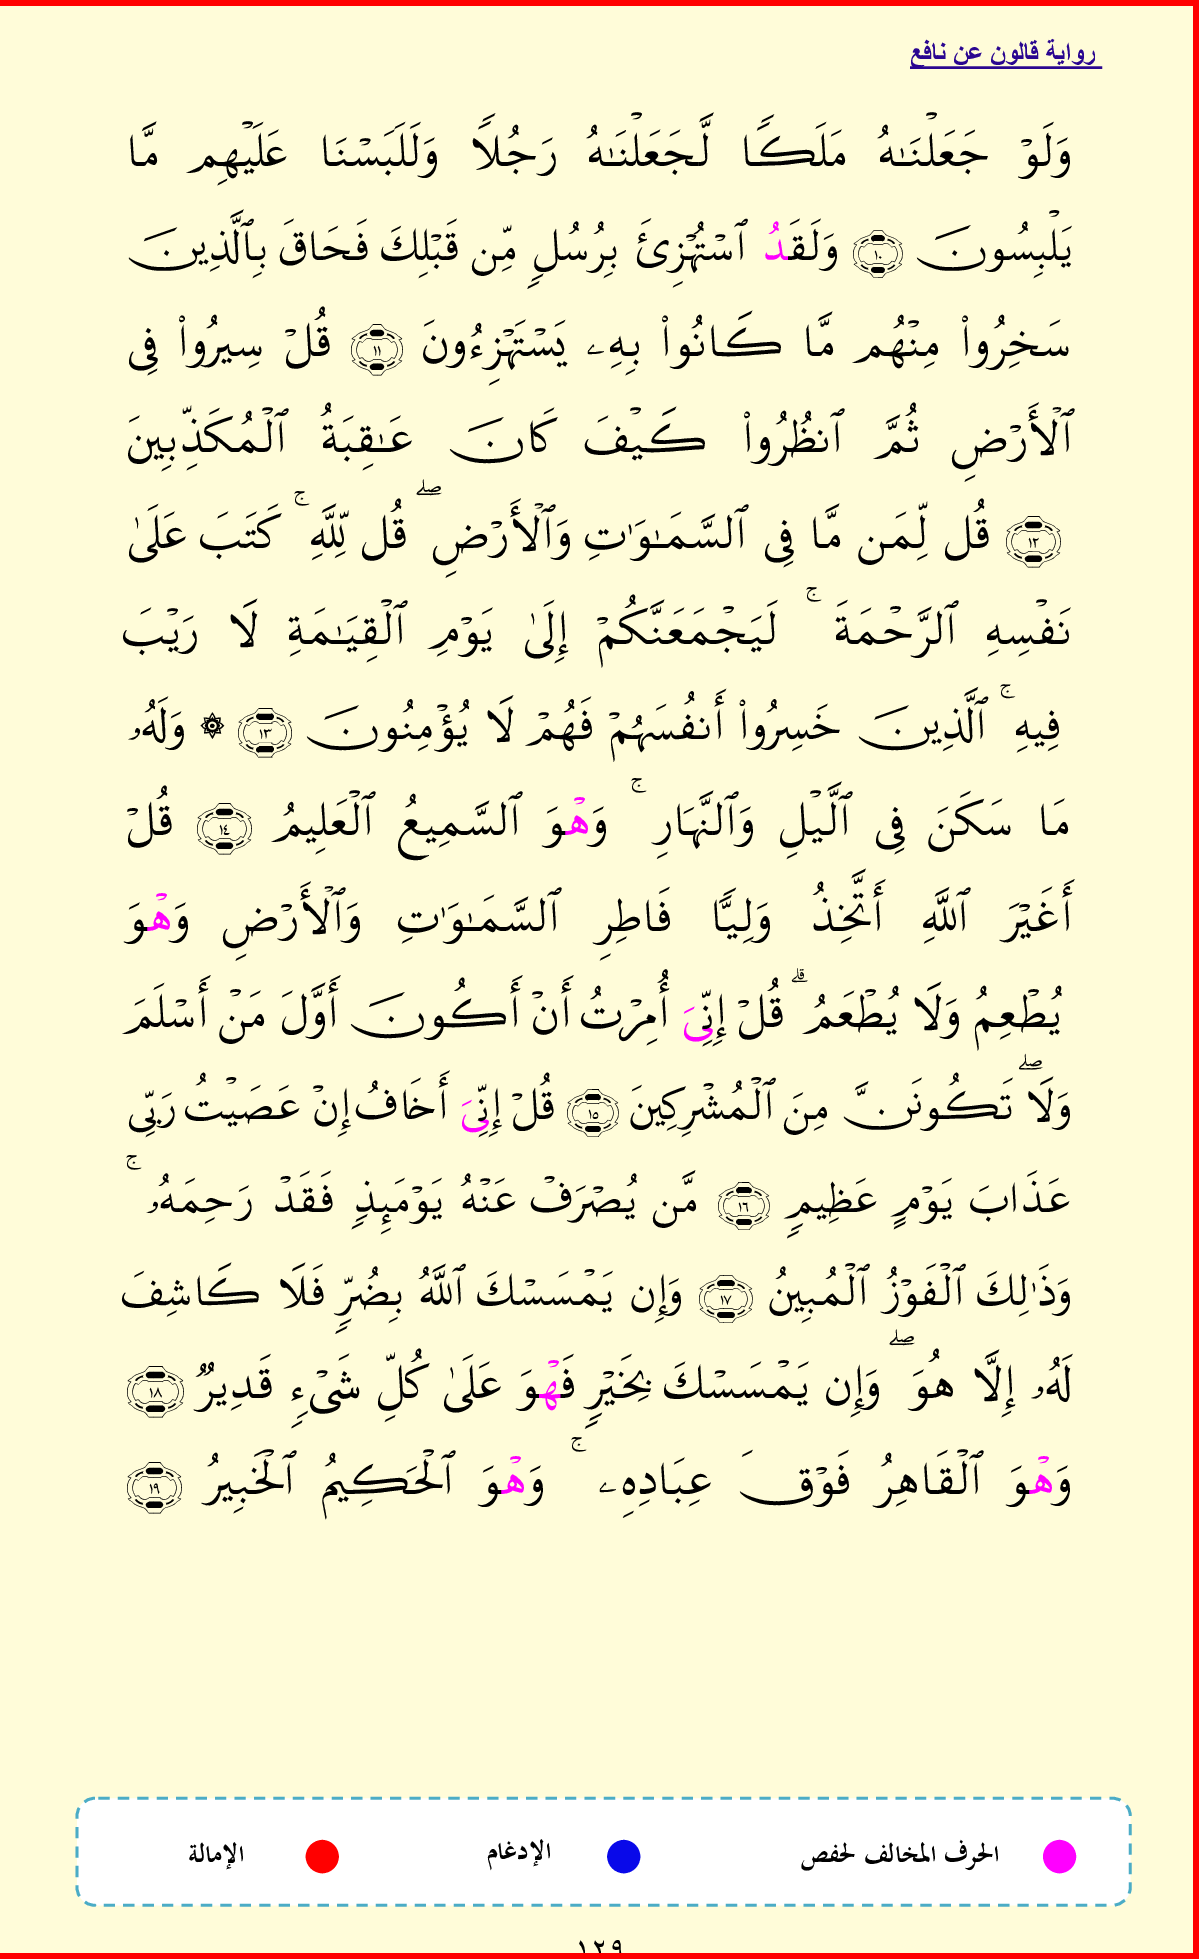 رواية قالون عن نافع
وَلَوۡ جَعَلۡنَٰهُ مَلَكٗا لَّجَعَلۡنَٰهُ رَجُلٗا وَلَلَبَسۡنَا عَلَيۡهِم مَّا
يَلۡبِسُونَ ١٠ وَلَقَدُ ٱسۡتُهۡزِئَ بِرُسُلٖ مِّن قَبۡلِكَ فَحَاقَ بِٱلَّذِينَ
سَخِرُواْ مِنۡهُم مَّا كَانُواْ بِهِۦ يَسۡتَهۡزِءُونَ ١١ قُلۡ سِيرُواْ فِي
ٱلۡأَرۡضِ ثُمَّ ٱنظُرُواْ كَيۡفَ كَانَ عَٰقِبَةُ ٱلۡمُكَذِّبِينَ
١٢ قُل لِّمَن مَّا فِي ٱلسَّمَٰوَٰتِ وَٱلۡأَرۡضِۖ قُل لِّلَّهِۚ كَتَبَ عَلَىٰ
نَفۡسِهِ ٱلرَّحۡمَةَۚ لَيَجۡمَعَنَّكُمۡ إِلَىٰ يَوۡمِ ٱلۡقِيَٰمَةِ لَا رَيۡبَ
فِيهِۚ ٱلَّذِينَ خَسِرُواْ أَنفُسَهُمۡ فَهُمۡ لَا يُؤۡمِنُونَ ١٣ ۞ وَلَهُۥ
مَا سَكَنَ فِي ٱلَّيۡلِ وَٱلنَّهَارِۚ وَهۡوَ ٱلسَّمِيعُ ٱلۡعَلِيمُ ١٤ قُلۡ
أَغَيۡرَ ٱللَّهِ أَتَّخِذُ وَلِيّٗا فَاطِرِ ٱلسَّمَٰوَٰتِ وَٱلۡأَرۡضِ وَهۡوَ
يُطۡعِمُ وَلَا يُطۡعَمُۗ قُلۡ إِنِّيَ أُمِرۡتُ أَنۡ أَكُونَ أَوَّلَ مَنۡ أَسۡلَمَۖ
وَلَا تَكُونَنَّ مِنَ ٱلۡمُشۡرِكِينَ ١٥ قُلۡ إِنِّيَ أَخَافُ إِنۡ عَصَيۡتُ رَبِّي
عَذَابَ يَوۡمٍ عَظِيمٖ ١٦ مَّن يُصۡرَفۡ عَنۡهُ يَوۡمَئِذٖ فَقَدۡ رَحِمَهُۥۚ
وَذَٰلِكَ ٱلۡفَوۡزُ ٱلۡمُبِينُ ١٧ وَإِن يَمۡسَسۡكَ ٱللَّهُ بِضُرّٖ فَلَا كَاشِفَ
لَهُۥ إِلَّا هُوَۖ وَإِن يَمۡسَسۡكَ بِخَيۡرٖ فَهۡوَ عَلَىٰ كُلِّ شَيۡءٖ قَدِيرٞ ١٨
وَهۡوَ ٱلۡقَاهِرُ فَوۡقَ عِبَادِهِۦۚ وَهۡوَ ٱلۡحَكِيمُ ٱلۡخَبِيرُ ١٩
الحرف المخالف لحفص الإدغام الإمالة
١٢٩